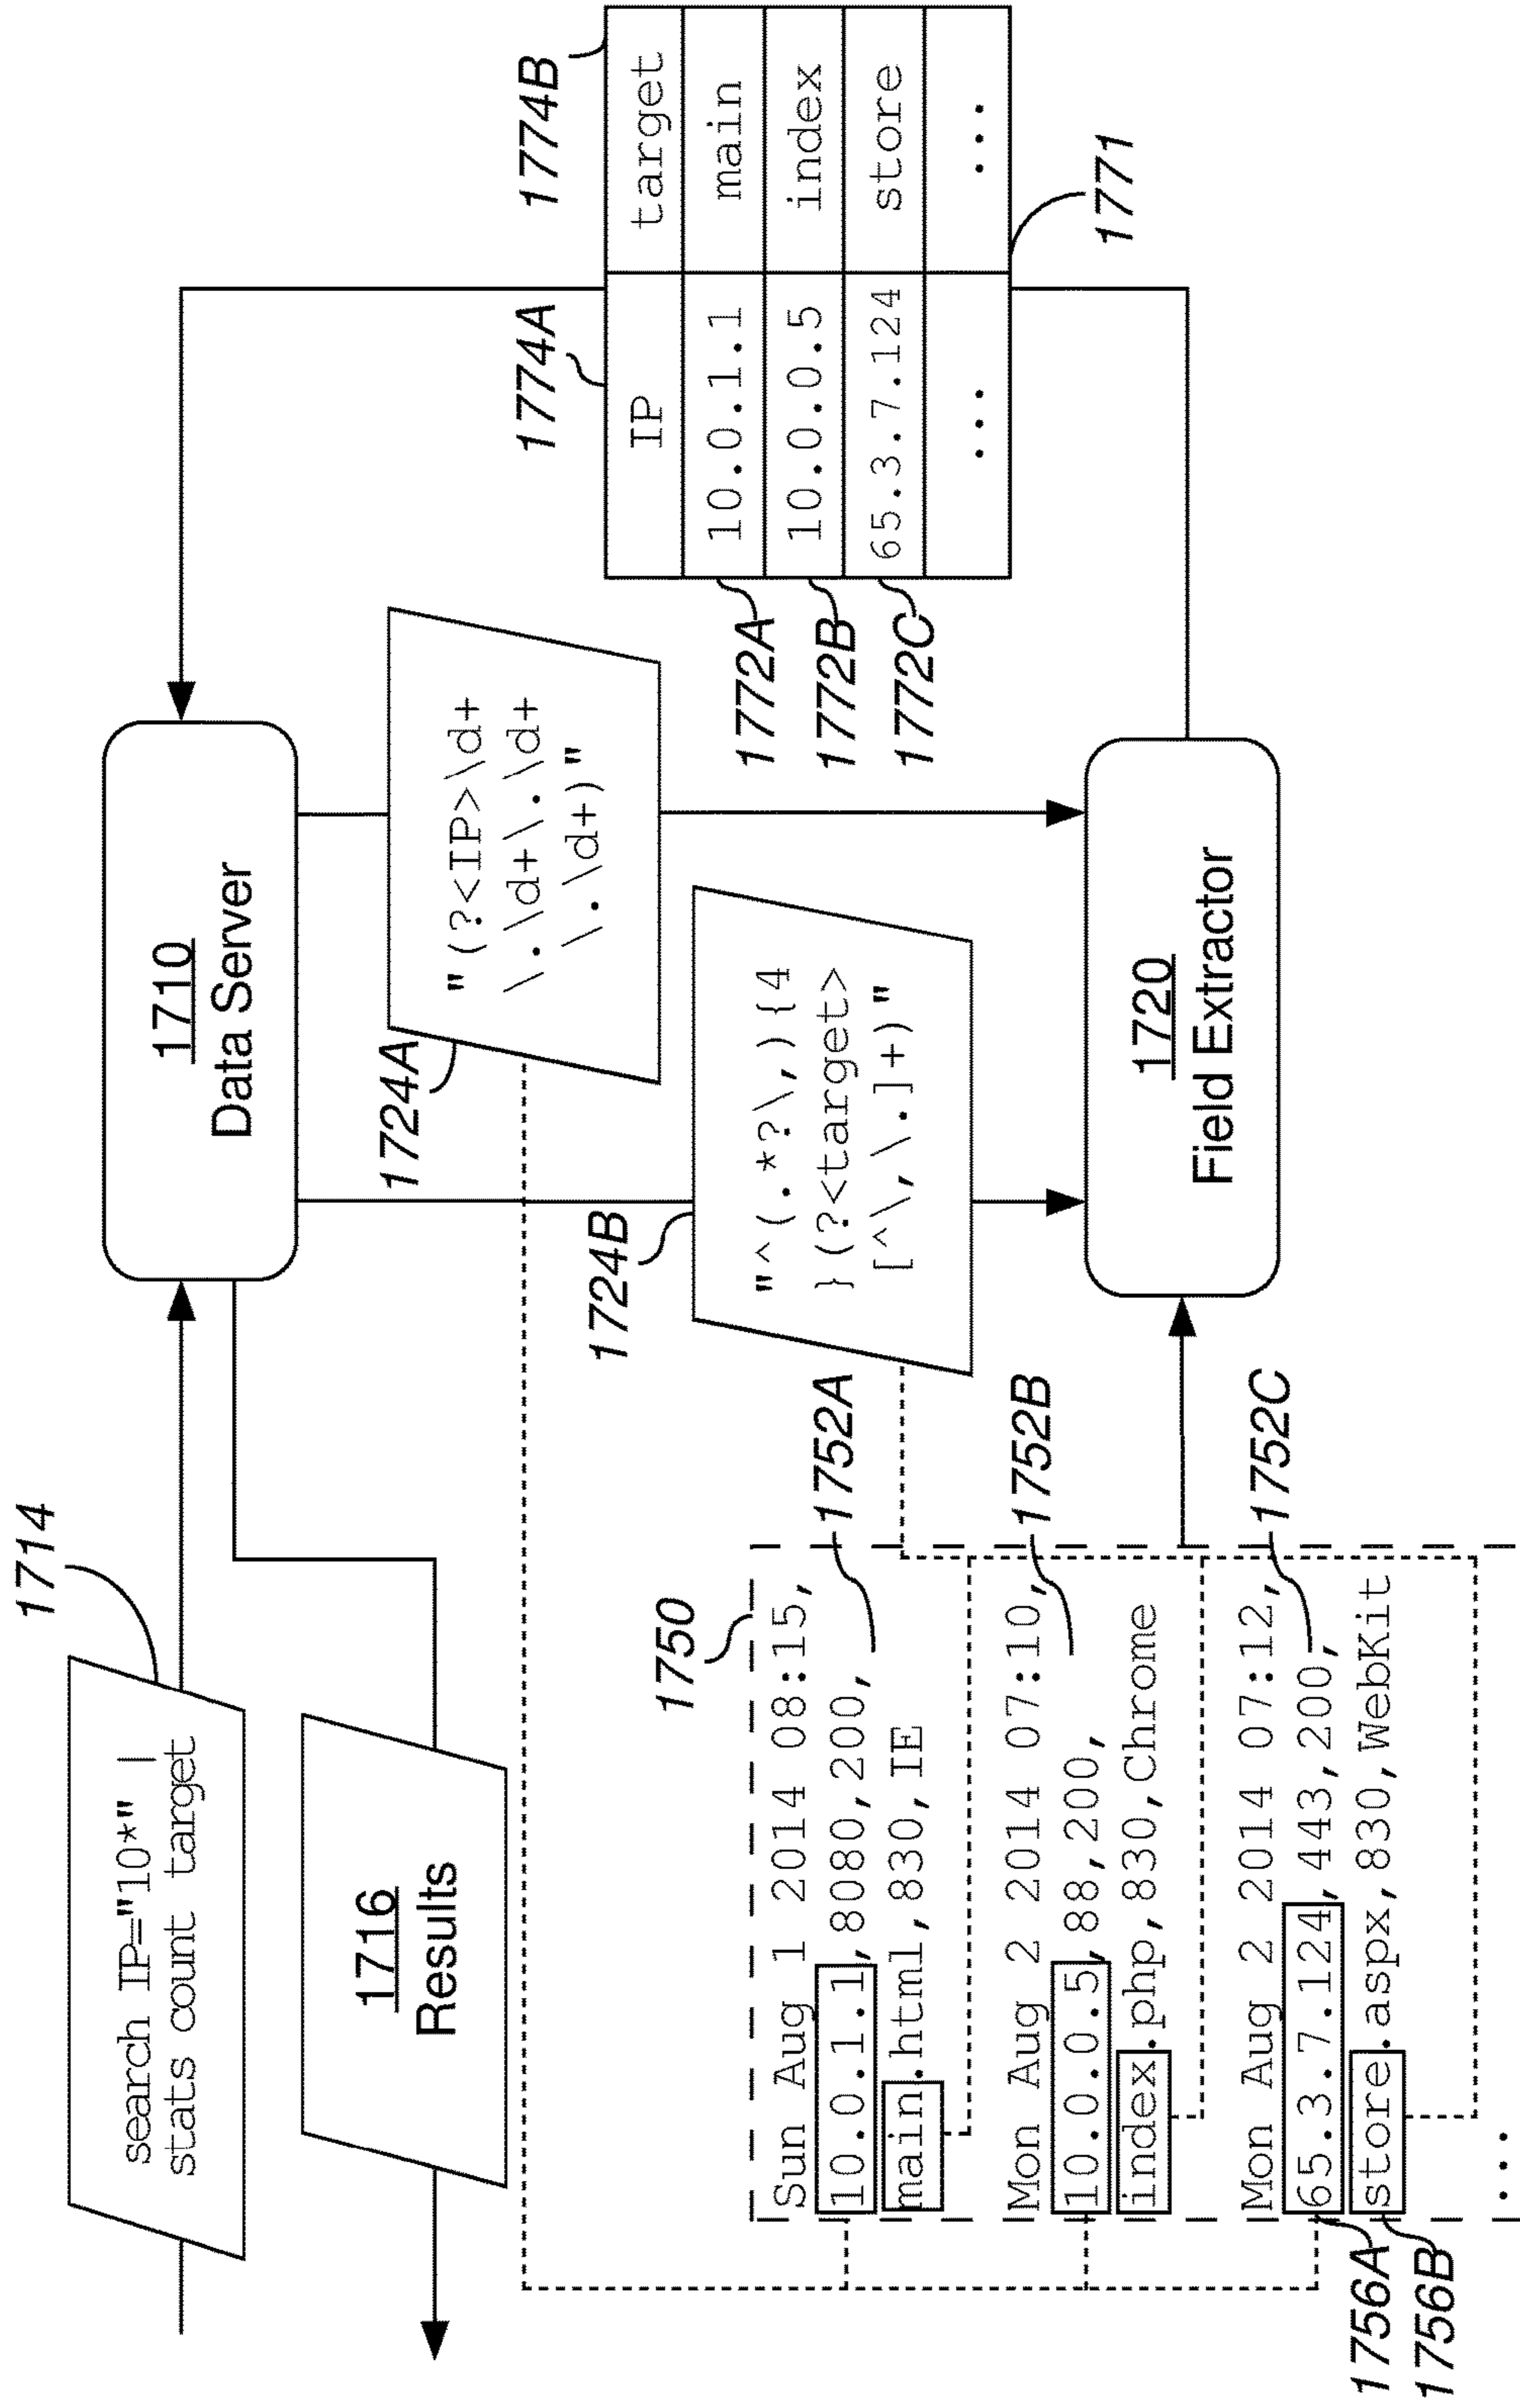 1714
search IP="10*" |
stats count target
1716
Results
1710
Data Server
1724A
"(?<IP>\d+
\.\d+\.\d+
\.\d+)"
1724B
"^(.*?\,){4
}(?<target>
[^\,\.]+)"
1720
Field Extractor
1750
Sun Aug 1 2014 08:15,
10.0.1.1,8080,200,
main.html,830,IE
1752A
Mon Aug 2 2014 07:10,
10.0.0.5,88,200,
index.php,830,Chrome
1752B
Mon Aug 2 2014 07:12,
65.3.7.124,443,200,
store.aspx,830,WebKit
1752C
...
1756A
1756B
1774A
1774B
IP target
10.0.1.1 main
10.0.0.5 index
65.3.7.124 store
... ...
1772A
1772B
1772C
1771